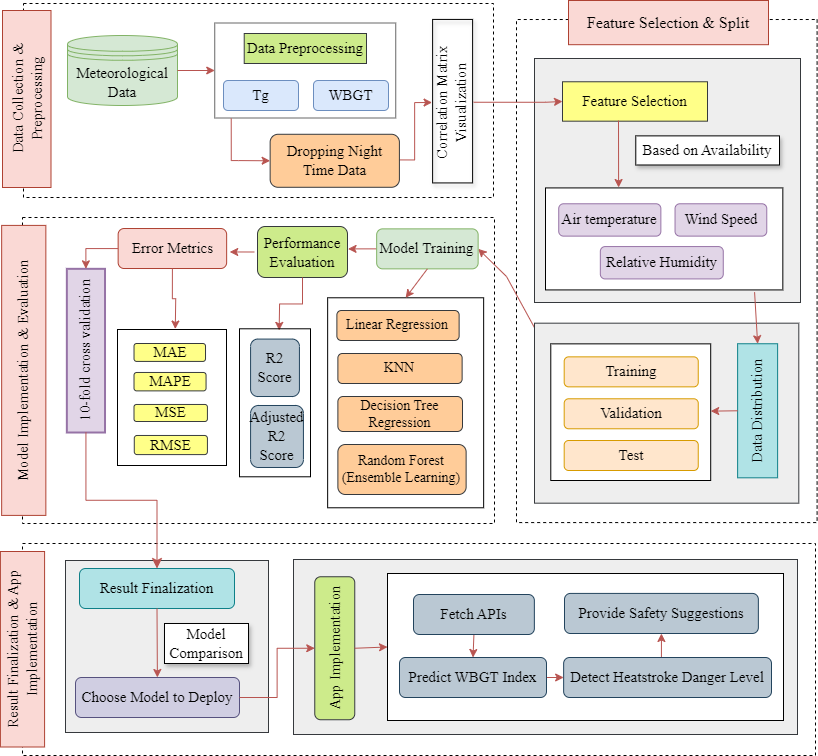 Data Collection &
Preprocessing
Meteorological
Data
Data Preprocessing
Tg
WBGT
Dropping Night
Time Data
Correlation Matrix
Visualization
Feature Selection & Split
Feature Selection
Based on Availability
Air temperature
Wind Speed
Relative Humidity
Data Distribution
Training
Validation
Test
Model Implementation & Evaluation
Model Training
Linear Regression
KNN
Decision Tree
Regression
Random Forest
(Ensemble Learning)
Performance
Evaluation
R2
Score
Adjusted
R2
Score
Error Metrics
MAE
MAPE
MSE
RMSE
10-fold cross validation
Result Finalization & App
Implementation
Result Finalization
Model
Comparison
Choose Model to Deploy
App Implementation
Fetch APIs
Predict WBGT Index
Detect Heatstroke Danger Level
Provide Safety Suggestions